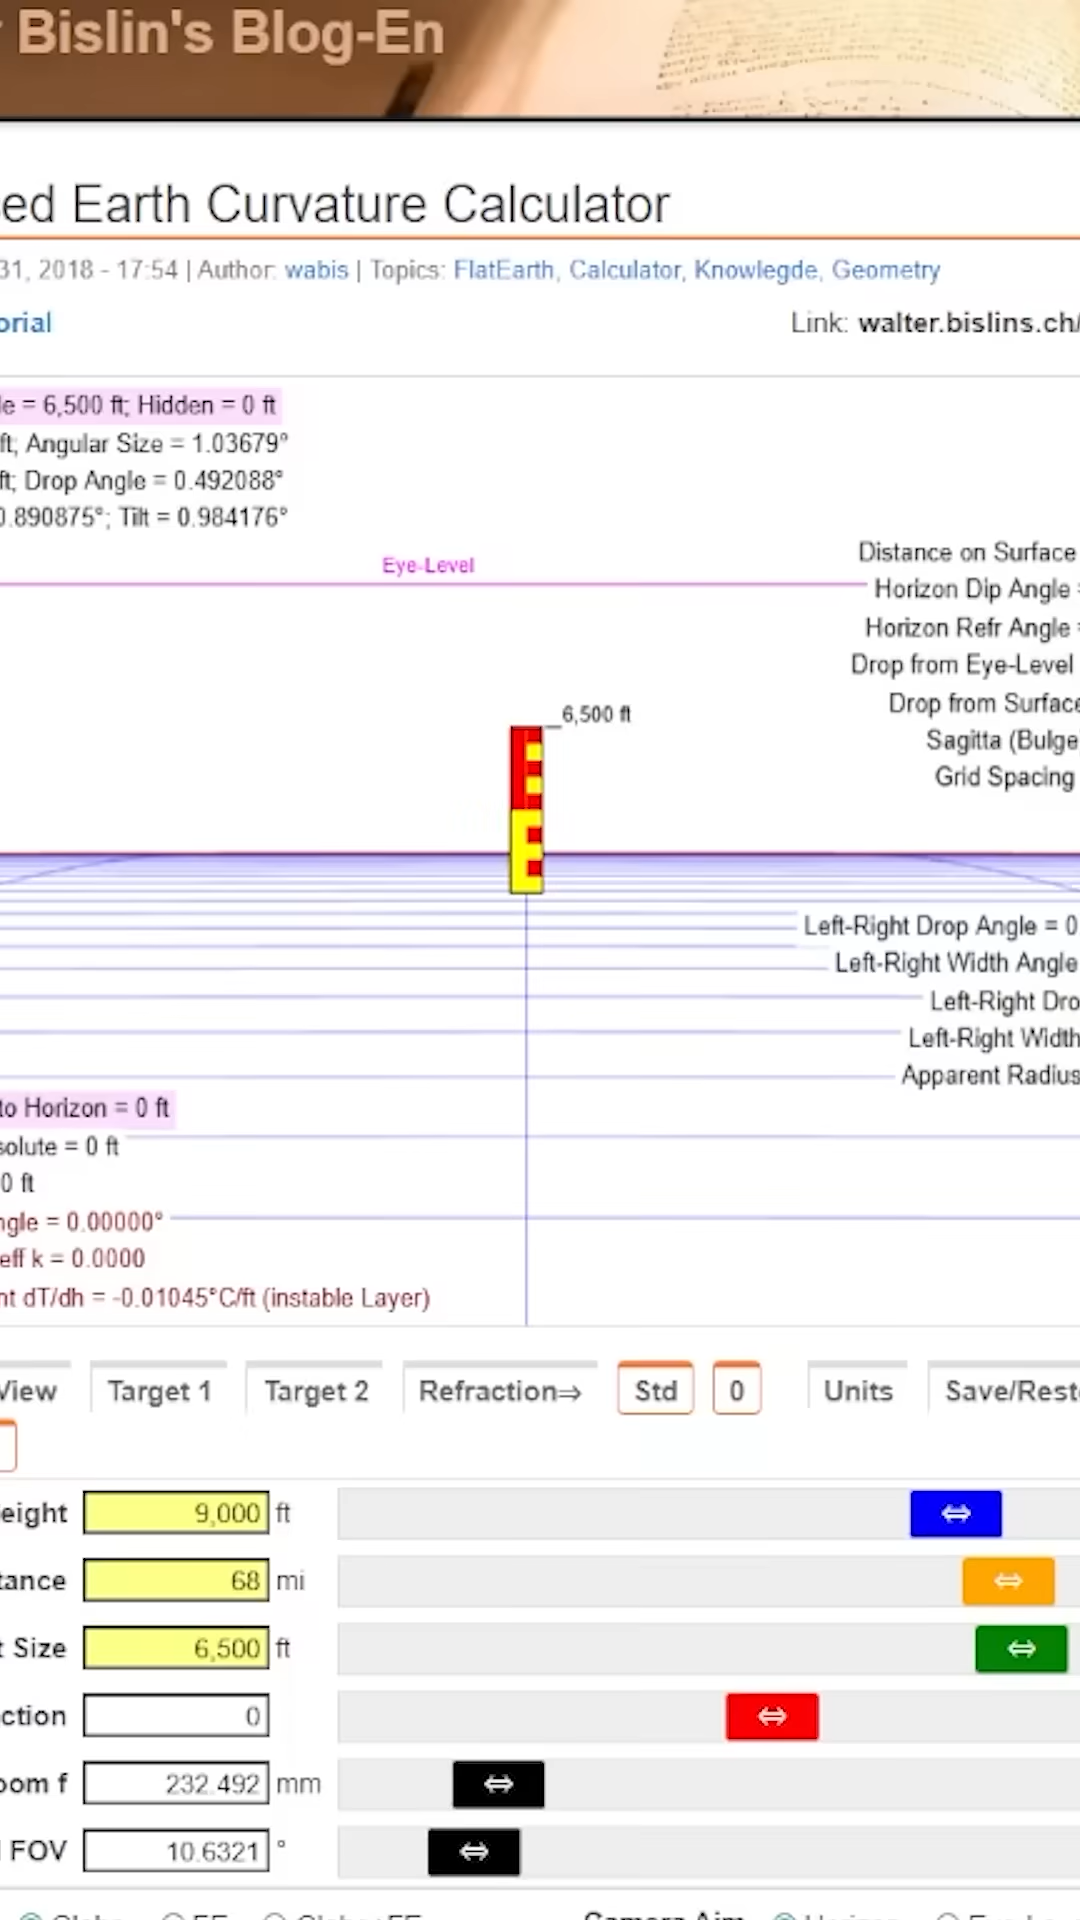 Bislin's Blog-En
ed Earth Curvature Calculator
31, 2018 - 17:54 | Author: wabis | Topics: FlatEarth, Calculator, Knowlegde, Geometry
orial
Link: walter.bislins.ch/
le = 6,500 ft; Hidden = 0 ft
ft; Angular Size = 1.03679°
ft; Drop Angle = 0.492088°
0.890875°; Tilt = 0.984176°
Eye-Level
Distance on Surface
Horizon Dip Angle =
Horizon Refr Angle =
Drop from Eye-Level
Drop from Surface
Sagitta (Bulge
Grid Spacing
6,500 ft
Left-Right Drop Angle = 0
Left-Right Width Angle
Left-Right Dro
Left-Right Width
Apparent Radius
to Horizon = 0 ft
solute = 0 ft
0 ft
ngle = 0.00000°
eff k = 0.0000
nt dT/dh = -0.01045°C/ft (instable Layer)
View Target 1 Target 2 Refraction⇒ Std 0 Units Save/Rest
eight 9,000 ft
tance 68 mi
t Size 6,500 ft
ction 0
oom f 232.492 mm
l FOV 10.6321 °